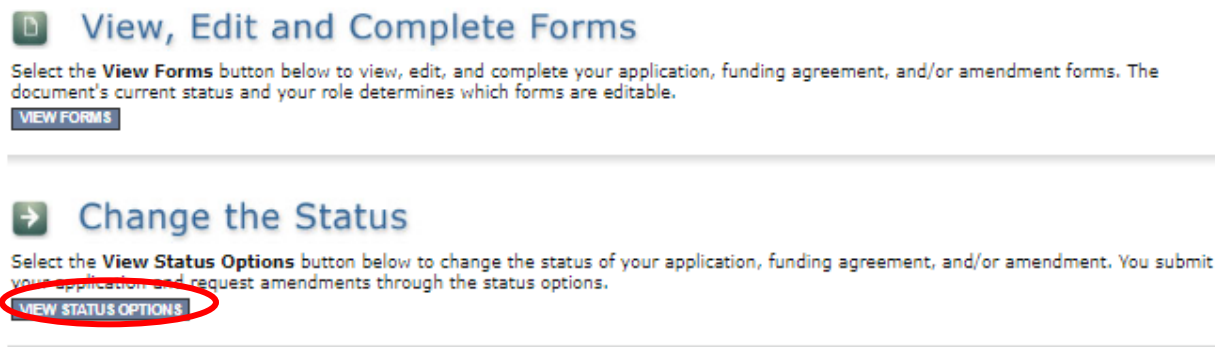 View, Edit and Complete Forms
Select the View Forms button below to view, edit, and complete your application, funding agreement, and/or amendment forms. The
document's current status and your role determines which forms are editable.
VIEW FORMS
Change the Status
Select the View Status Options button below to change the status of your application, funding agreement, and/or amendment. You submit
your application and request amendments through the status options.
VIEW STATUS OPTIONS